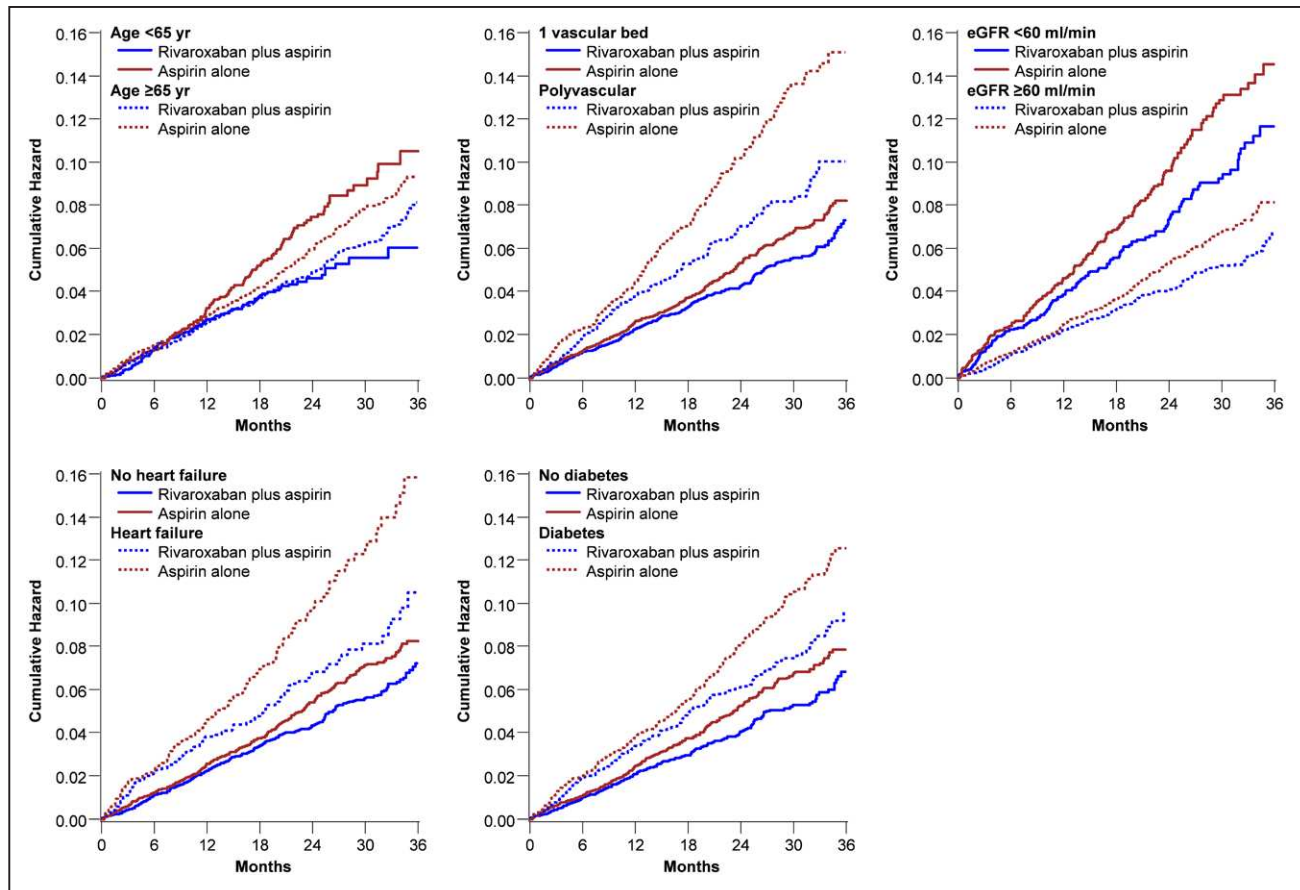 Age <65 yr
Rivaroxaban plus aspirin
Aspirin alone
Age ≥65 yr
Rivaroxaban plus aspirin
Aspirin alone
0.16
0.14
0.12
0.10
0.08
0.06
0.04
0.02
0.00
Cumulative Hazard
0 6 12 18 24 30 36
Months
1 vascular bed
Rivaroxaban plus aspirin
Aspirin alone
Polyvascular
Rivaroxaban plus aspirin
Aspirin alone
0.16
0.14
0.12
0.10
0.08
0.06
0.04
0.02
0.00
Cumulative Hazard
0 6 12 18 24 30 36
Months
eGFR <60 ml/min
Rivaroxaban plus aspirin
Aspirin alone
eGFR ≥60 ml/min
Rivaroxaban plus aspirin
Aspirin alone
0.16
0.14
0.12
0.10
0.08
0.06
0.04
0.02
0.00
Cumulative Hazard
0 6 12 18 24 30 36
Months
No heart failure
Rivaroxaban plus aspirin
Aspirin alone
Heart failure
Rivaroxaban plus aspirin
Aspirin alone
0.16
0.14
0.12
0.10
0.08
0.06
0.04
0.02
0.00
Cumulative Hazard
0 6 12 18 24 30 36
Months
No diabetes
Rivaroxaban plus aspirin
Aspirin alone
Diabetes
Rivaroxaban plus aspirin
Aspirin alone
0.16
0.14
0.12
0.10
0.08
0.06
0.04
0.02
0.00
Cumulative Hazard
0 6 12 18 24 30 36
Months